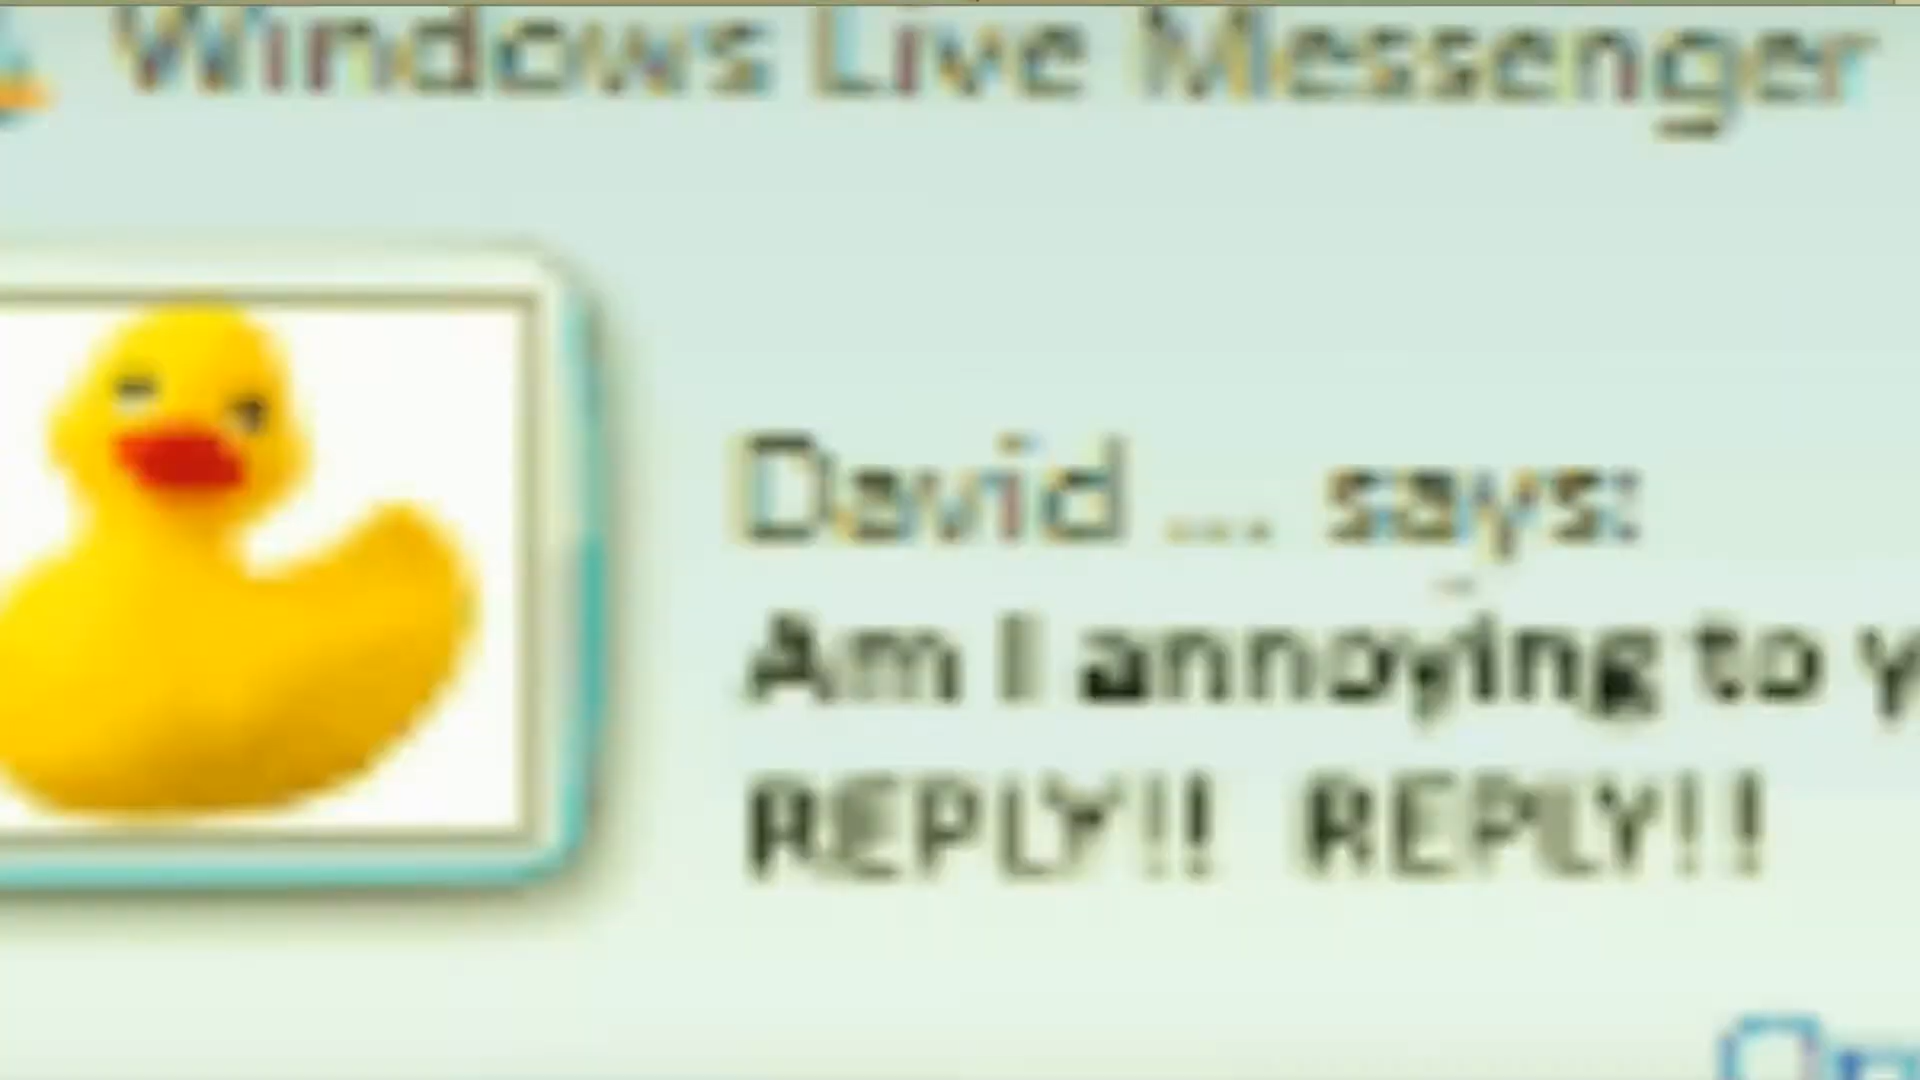 Windows Live Messenger
David ... says:
Am I annoying to y
REPLY!! REPLY!!